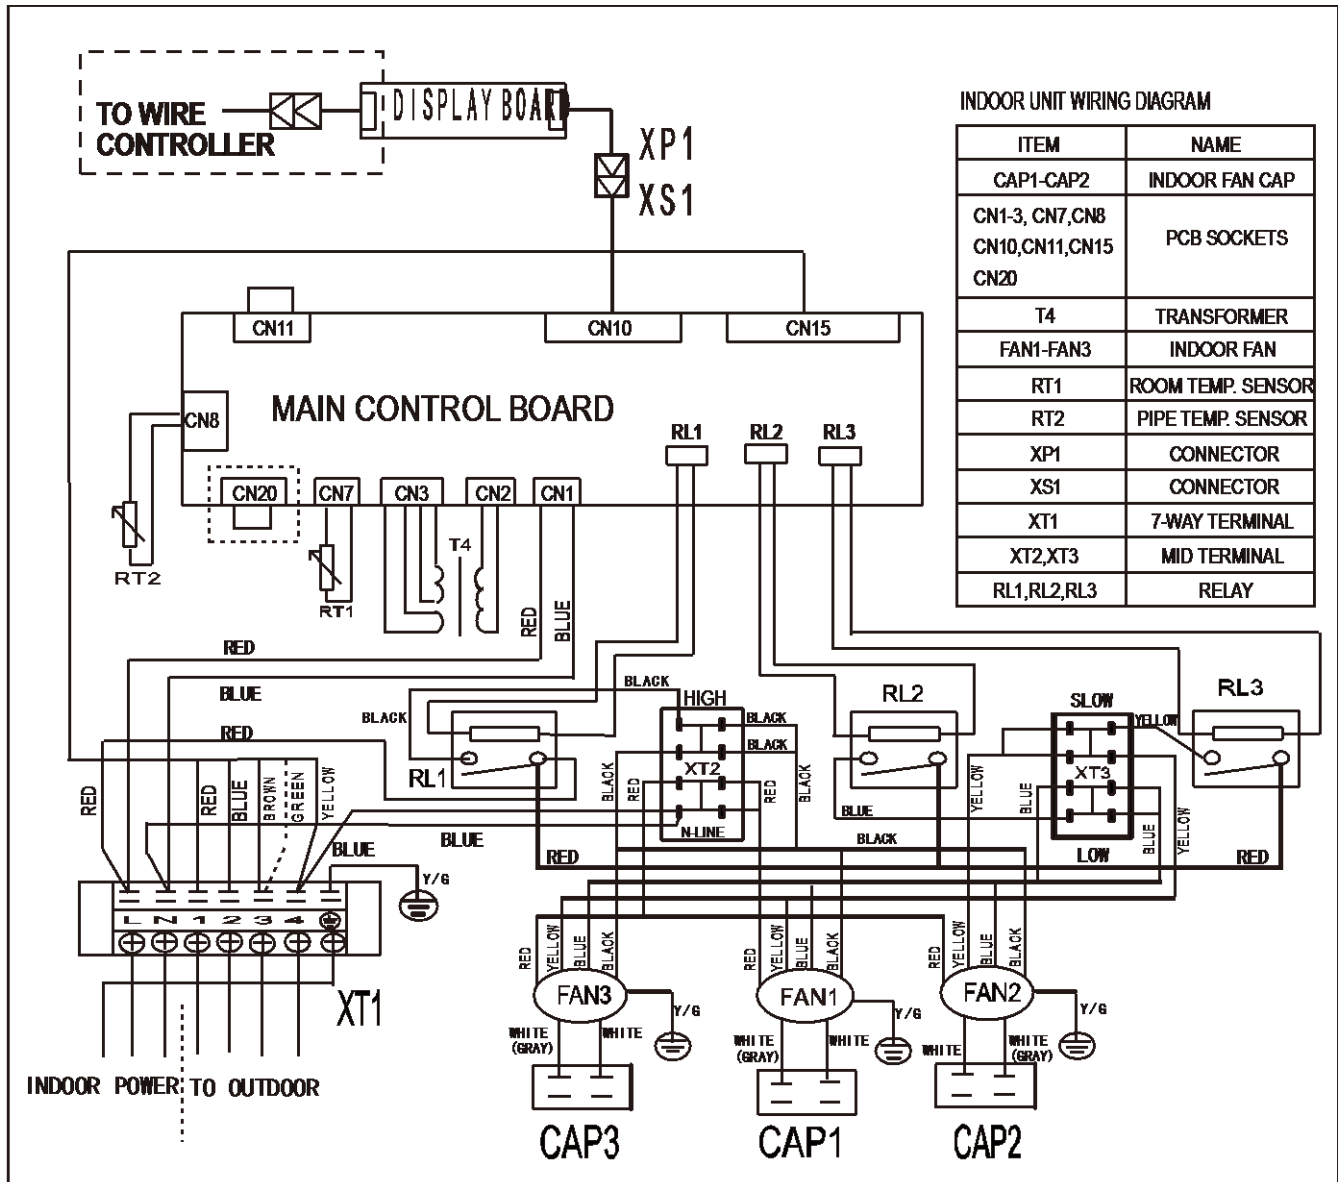 TO WIRE
CONTROLLER
DISPLAY BOARD
XP1
XS1
INDOOR UNIT WIRING DIAGRAM
ITEM NAME
CAP1-CAP2 INDOOR FAN CAP
CN1-3, CN7,CN8
CN10,CN11,CN15 PCB SOCKETS
CN20
T4 TRANSFORMER
FAN1-FAN3 INDOOR FAN
RT1 ROOM TEMP. SENSOR
RT2 PIPE TEMP. SENSOR
XP1 CONNECTOR
XS1 CONNECTOR
XT1 7-WAY TERMINAL
XT2,XT3 MID TERMINAL
RL1,RL2,RL3 RELAY
CN11 CN10 CN15
CN8
MAIN CONTROL BOARD
RL1 RL2 RL3
CN20 CN7 CN3 CN2 CN1
T4
RT2
RT1
RED
BLUE
RED
BLUE
RED
BLACK
BLACK
HIGH
BLACK
BLACK
XT2
N-LINE
RL1
RL2
RL3
SLOW
YELLOW
XT3
LOW
BLACK
RED
BLACK
RED
YELLOW
BLUE
BLUE
YELLOW
BLUE
BLACK
RED
RED
BLUE
RED
RED
BLUE
BROWN
GREEN
YELLOW
BLUE
Y/G
L N 1 2 3 4
XT1
INDOOR POWER TO OUTDOOR
RED YELLOW BLUE BLACK
RED YELLOW BLUE BLACK
RED YELLOW BLUE BLACK
FAN3 FAN1 FAN2
Y/G Y/G Y/G
WHITE
(GRAY)
WHITE
WHITE
(GRAY)
WHITE
WHITE
WHITE
(GRAY)
CAP3 CAP1 CAP2